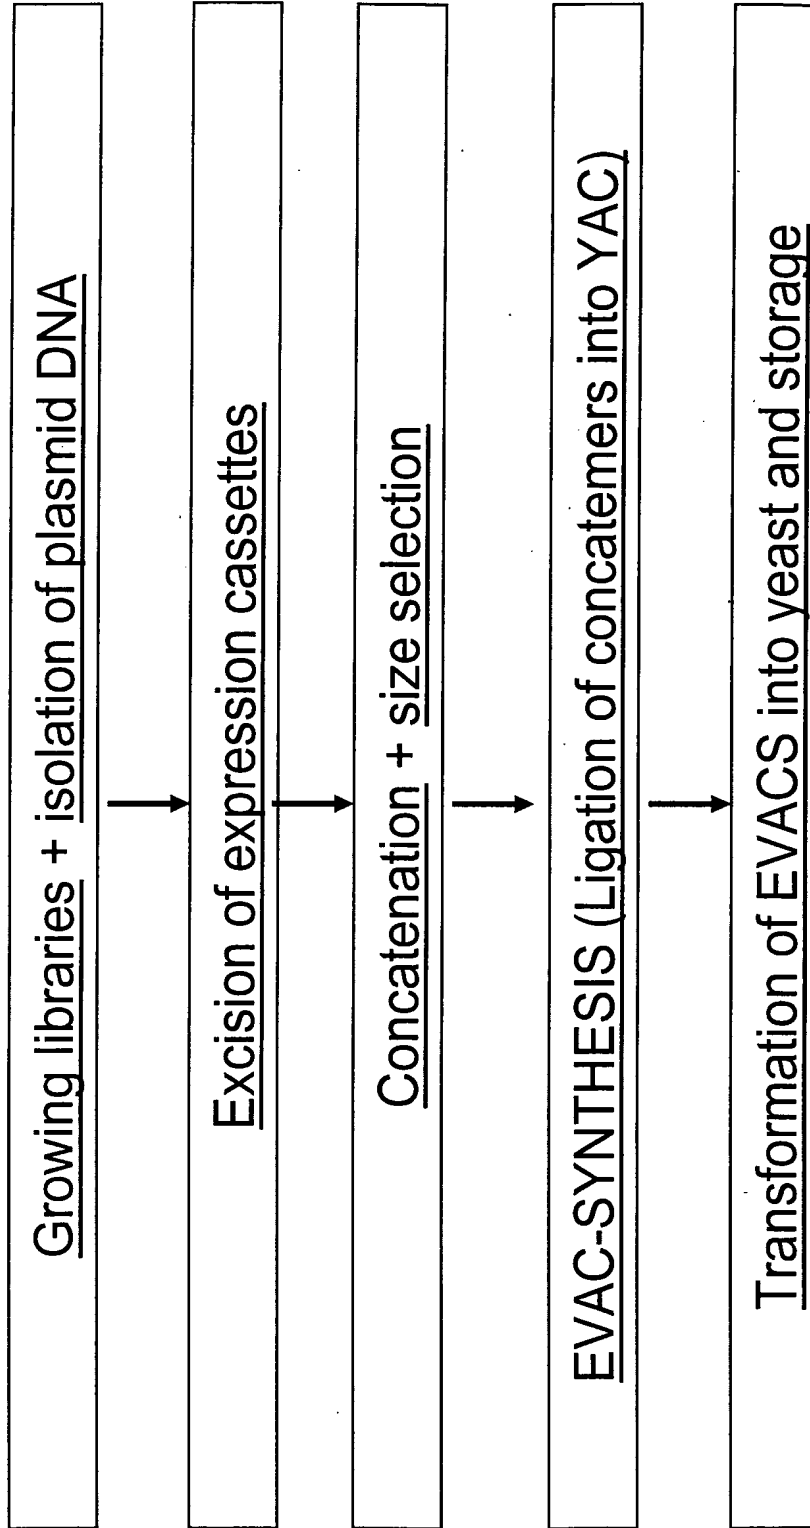 Growing libraries + isolation of plasmid DNA
Excision of expression cassettes
Concatenation + size selection
EVAC-SYNTHESIS (Ligation of concatemers into YAC)
Transformation of EVACS into yeast and storage